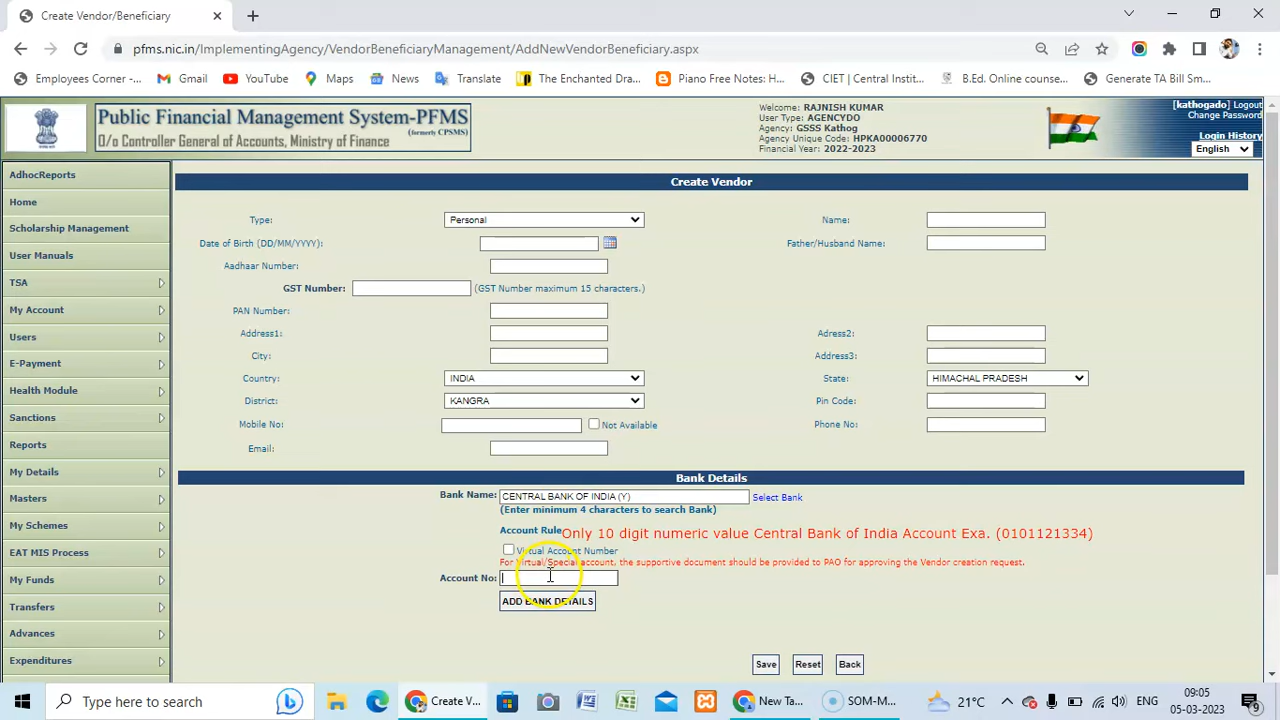 Create Vendor/Beneficiary
pfms.nic.in/ImplementingAgency/VendorBeneficiaryManagement/AddNewVendorBeneficiary.aspx
Employees Corner -...
Gmail
YouTube
Maps
News
Translate
The Enchanted Dra...
Piano Free Notes: H...
CIET | Central Instit...
B.Ed. Online counse...
Generate TA Bill Sm...
Public Financial Management System-PFMS
(formerly CPSMS)
O/o Controller General of Accounts, Ministry of Finance
Welcome: RAJNISH KUMAR
User Type: AGENCYDO
Agency: GSSS Kathog
Agency Unique Code: HPKA00006770
Financial Year: 2022-2023
[kathogado] Logout
Change Password
Login History
English
AdhocReports
Home
Scholarship Management
User Manuals
TSA
My Account
Users
E-Payment
Health Module
Sanctions
Reports
My Details
Masters
My Schemes
EAT MIS Process
My Funds
Transfers
Advances
Expenditures
Create Vendor
Type: Personal
Name:
Date of Birth (DD/MM/YYYY):
Father/Husband Name:
Aadhaar Number:
GST Number: (GST Number maximum 15 characters.)
PAN Number:
Address1:
Adress2:
City:
Address3:
Country: INDIA
State: HIMACHAL PRADESH
District: KANGRA
Pin Code:
Mobile No: Not Available
Phone No:
Email:
Bank Details
Bank Name: CENTRAL BANK OF INDIA (Y) Select Bank
(Enter minimum 4 characters to search Bank)
Account Rule Only 10 digit numeric value Central Bank of India Account Exa. (0101121334)
Virtual Account Number
For Virtual/Special account, the supportive document should be provided to PAO for approving the Vendor creation request.
Account No:
ADD BANK DETAILS
Save Reset Back
Type here to search
Create V...
New Ta...
SOM-M...
21°C
ENG
09:05
05-03-2023
9